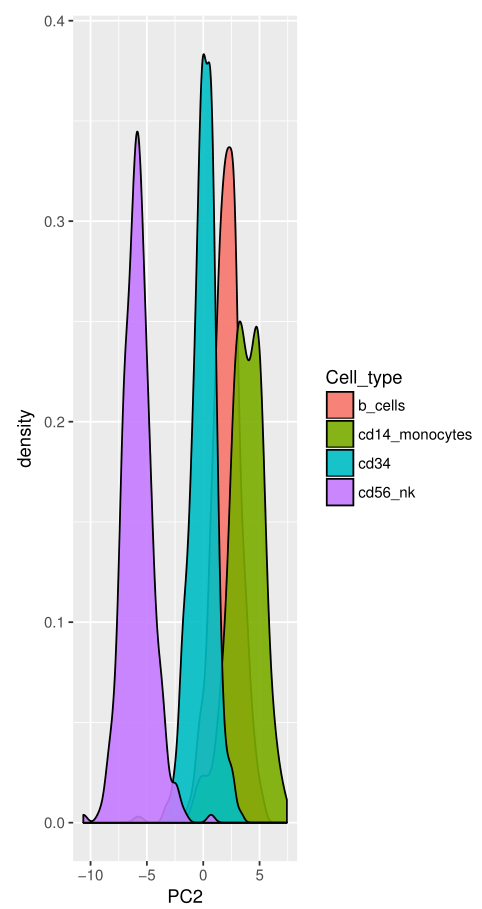 0.4
0.3
0.2
0.1
0.0
density
−10 −5 0 5
PC2
Cell_type
b_cells
cd14_monocytes
cd34
cd56_nk